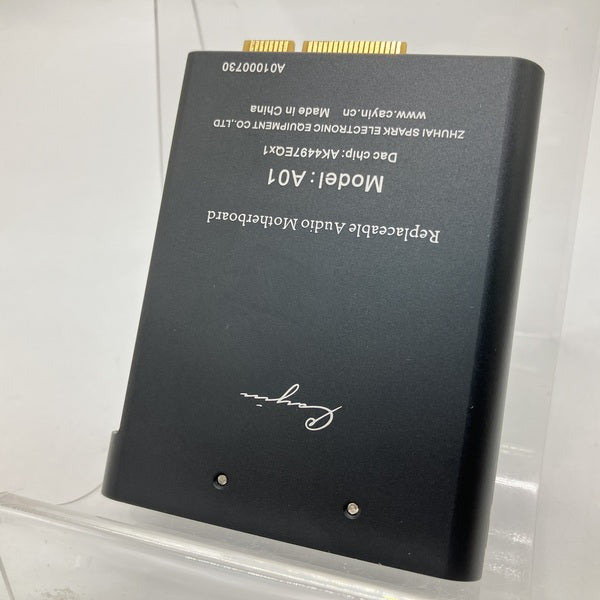 Cayin
Replaceable Audio Motherboard
Model: A01
Dac chip: AK4497EQx1
ZHUHAI SPARK ELECTRONIC EQUIPMENT CO.,LTD
www.cayin.cn Made in China
A01000730